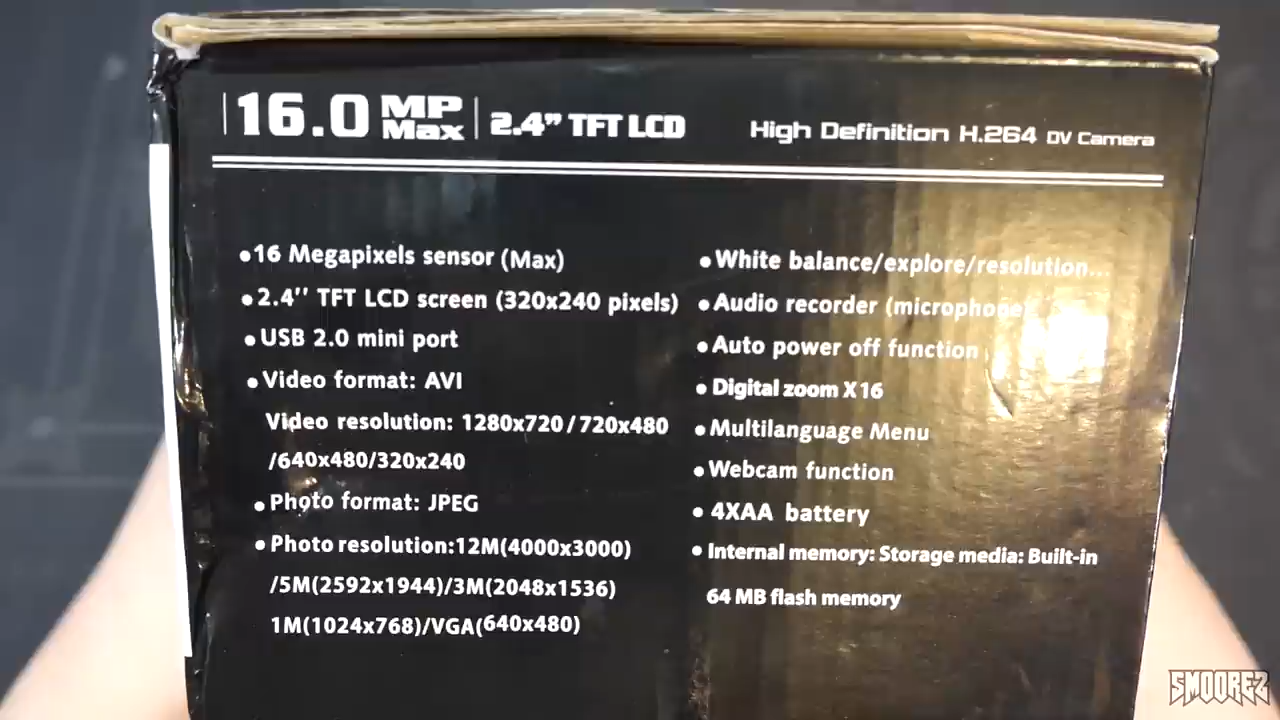 16.0 MP Max 2.4" TFT LCD High Definition H.264 DV Camera
•16 Megapixels sensor (Max)
•2.4'' TFT LCD screen (320x240 pixels)
•USB 2.0 mini port
•Video format: AVI
Video resolution: 1280x720/720x480
/640x480/320x240
•Photo format: JPEG
•Photo resolution:12M(4000x3000)
/5M(2592x1944)/3M(2048x1536)
1M(1024x768)/VGA(640x480)
•White balance/explore/resolution...
•Audio recorder (microphone)
•Auto power off function
•Digital zoom X16
•Multilanguage Menu
•Webcam function
•4XAA battery
•Internal memory: Storage media: Built-in
64 MB flash memory
SMOOREZ